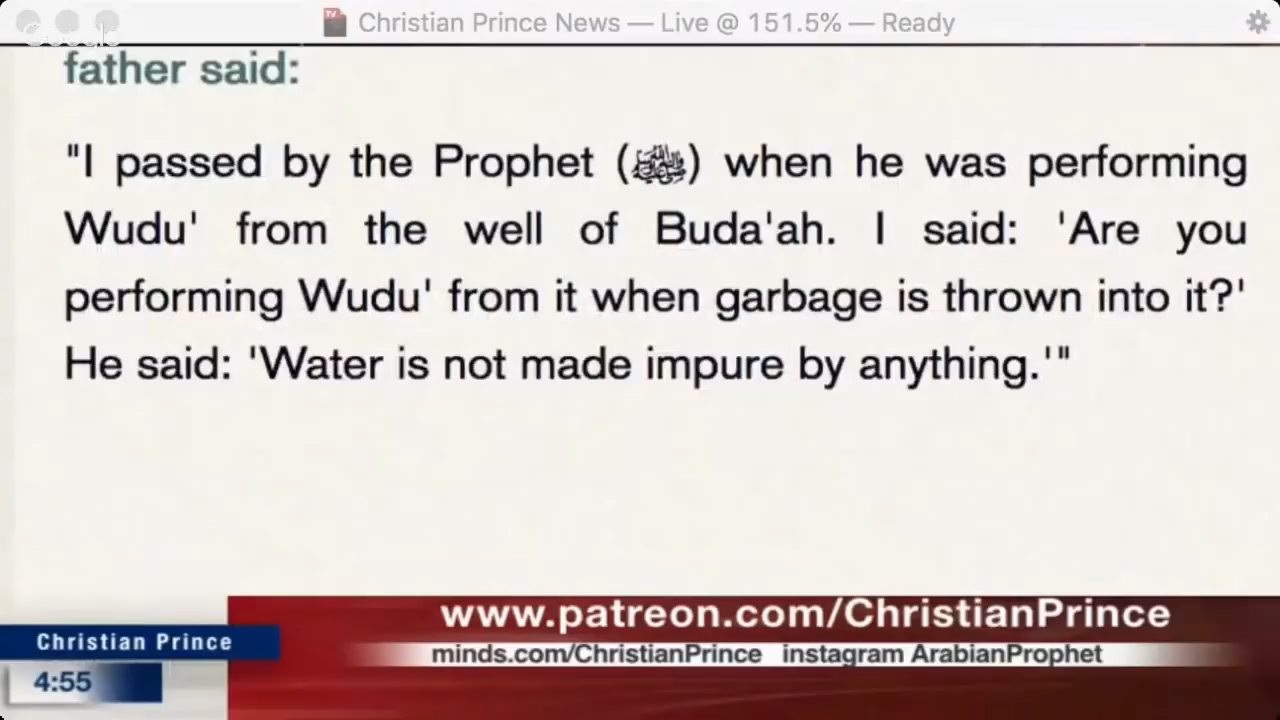 Christian Prince News — Live @ 151.5% — Ready
Google
father said:
"I passed by the Prophet (ﷺ) when he was performing
Wudu' from the well of Buda'ah. I said: 'Are you
performing Wudu' from it when garbage is thrown into it?'
He said: 'Water is not made impure by anything.'"
www.patreon.com/ChristianPrince
Christian Prince
minds.com/ChristianPrince instagram ArabianProphet
4:55